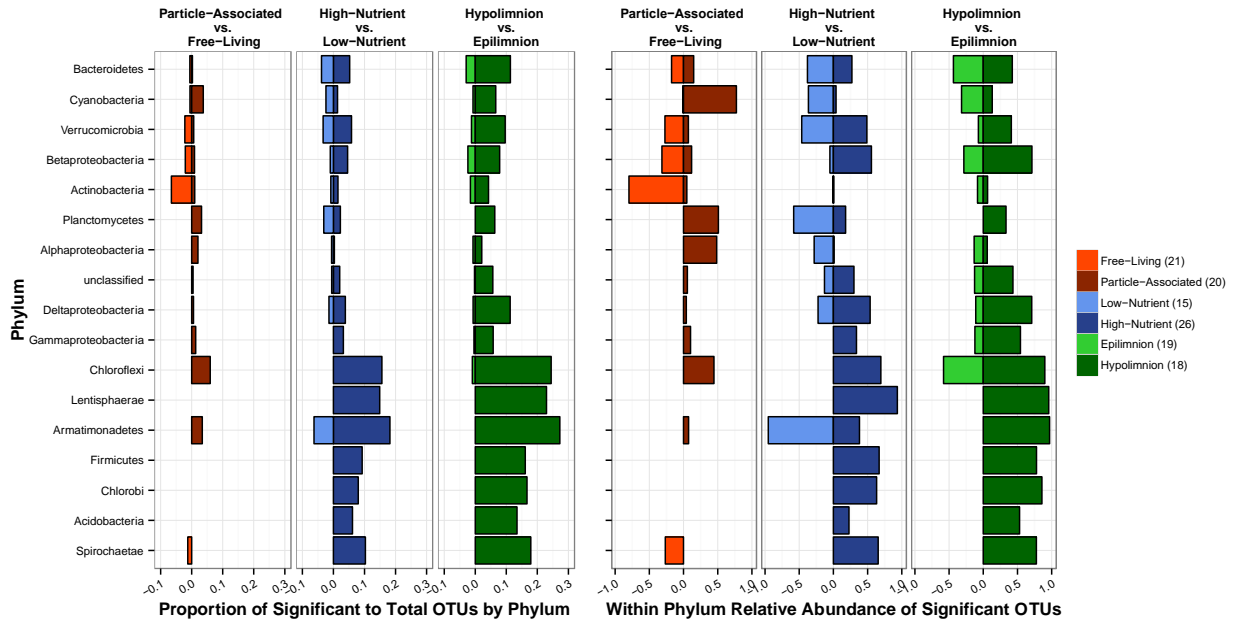 Particle−Associated
vs.
Free−Living
High−Nutrient
vs.
Low−Nutrient
Hypolimnion
vs.
Epilimnion
Particle−Associated
vs.
Free−Living
High−Nutrient
vs.
Low−Nutrient
Hypolimnion
vs.
Epilimnion
Phylum
Bacteroidetes
Cyanobacteria
Verrucomicrobia
Betaproteobacteria
Actinobacteria
Planctomycetes
Alphaproteobacteria
unclassified
Deltaproteobacteria
Gammaproteobacteria
Chloroflexi
Lentisphaerae
Armatimonadetes
Firmicutes
Chlorobi
Acidobacteria
Spirochaetae
Free−Living (21)
Particle−Associated (20)
Low−Nutrient (15)
High−Nutrient (26)
Epilimnion (19)
Hypolimnion (18)
−0.1 0.0 0.1 0.2 0.3 −0.1 0.0 0.1 0.2 0.3 −0.1 0.0 0.1 0.2 0.3
−1.0 −0.5 0.0 0.5 1.0 −1.0 −0.5 0.0 0.5 1.0 −1.0 −0.5 0.0 0.5 1.0
Proportion of Significant to Total OTUs by Phylum
Within Phylum Relative Abundance of Significant OTUs